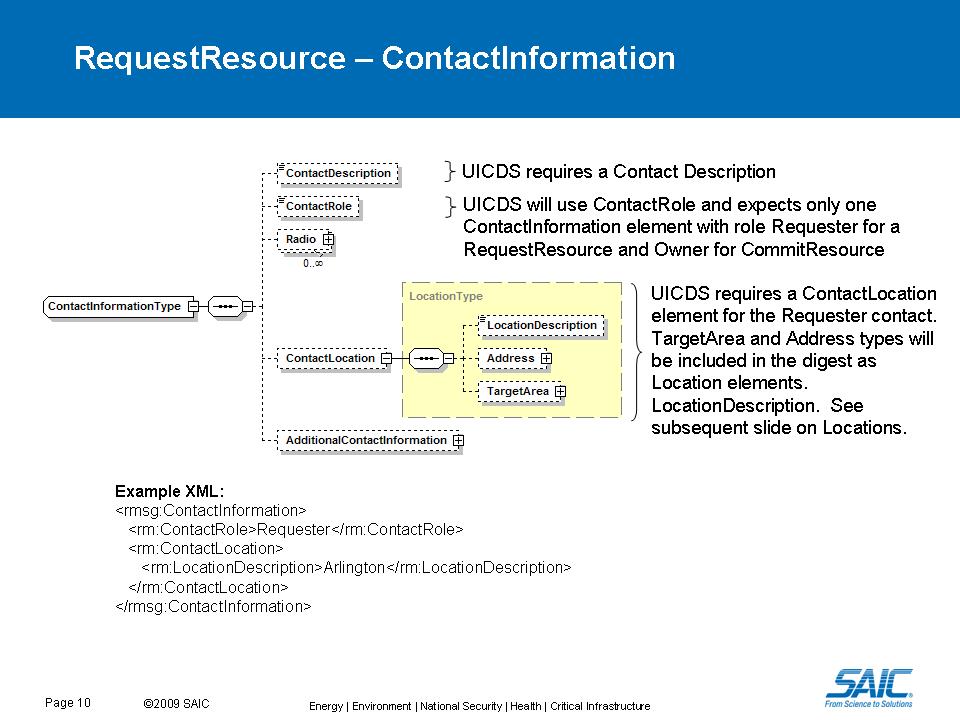 RequestResource – ContactInformation
ContactDescription
UICDS requires a Contact Description
ContactRole
UICDS will use ContactRole and expects only one
ContactInformation element with role Requester for a
RequestResource and Owner for CommitResource
Radio
0..∞
ContactInformationType
LocationType
LocationDescription
ContactLocation
Address
TargetArea
UICDS requires a ContactLocation
element for the Requester contact.
TargetArea and Address types will
be included in the digest as
Location elements.
LocationDescription.  See
subsequent slide on Locations.
AdditionalContactInformation
Example XML:
<rmsg:ContactInformation>
<rm:ContactRole>Requester</rm:ContactRole>
<rm:ContactLocation>
<rm:LocationDescription>Arlington</rm:LocationDescription>
</rm:ContactLocation>
</rmsg:ContactInformation>
Page 10
©2009 SAIC
Energy | Environment | National Security | Health | Critical Infrastructure
SAIC
From Science to Solutions